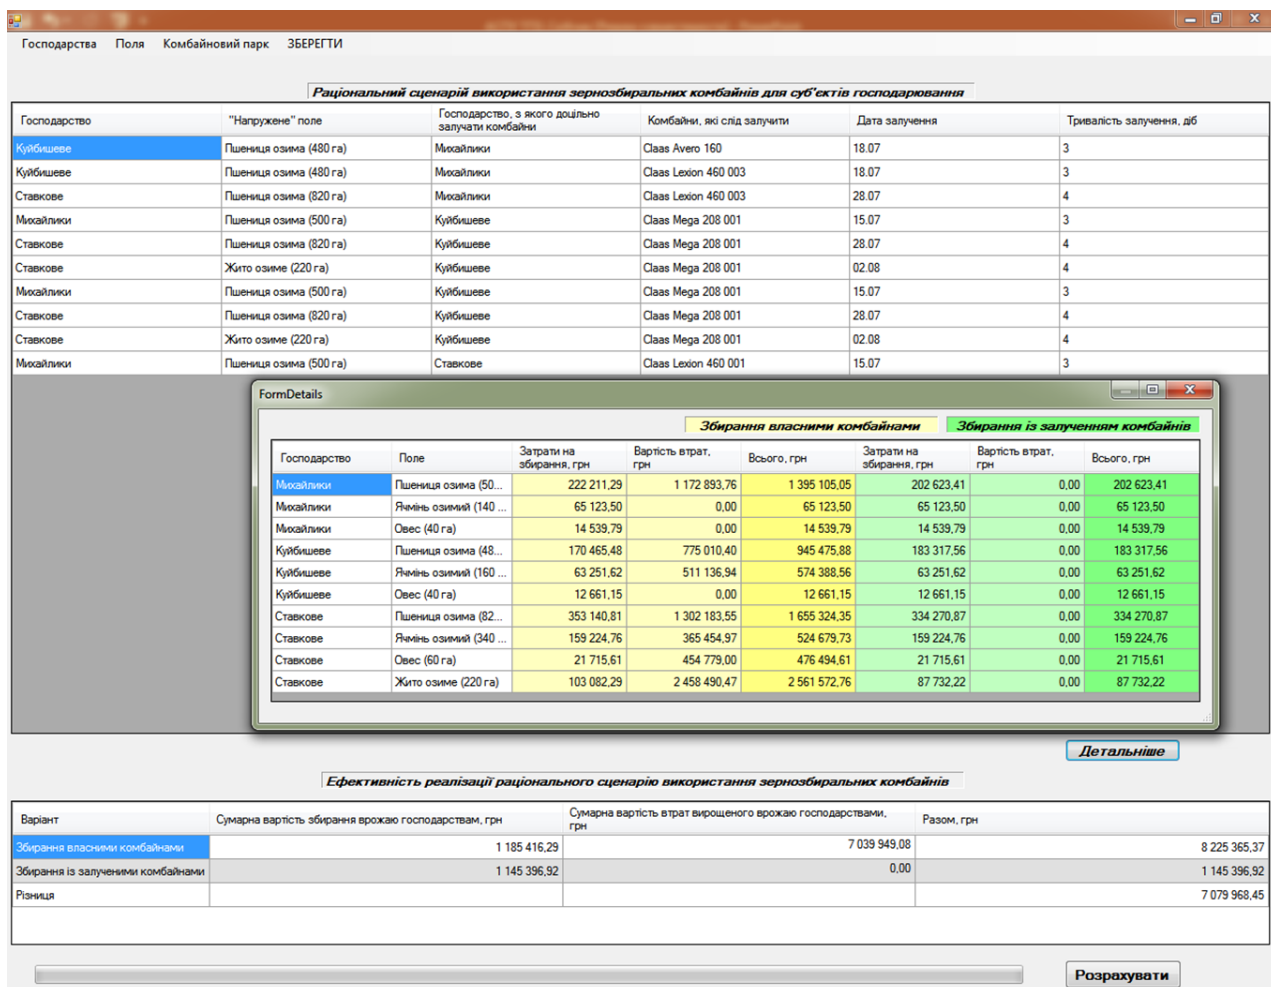 Господарства Поля Комбайновий парк ЗБЕРЕГТИ
Раціональний сценарій використання зернозбиральних комбайнів для суб'єктів господарювання
Господарство "Напружене" поле Господарство, з якого доцільно залучати комбайни Комбайни, які слід залучити Дата залучення Тривалість залучення, діб
Куйбишеве Пшениця озима (480 га) Михайлики Claas Avero 160 18.07 3
Куйбишеве Пшениця озима (480 га) Михайлики Claas Lexion 460 003 18.07 3
Ставкове Пшениця озима (820 га) Михайлики Claas Lexion 460 003 28.07 4
Михайлики Пшениця озима (500 га) Куйбишеве Claas Mega 208 001 15.07 3
Ставкове Пшениця озима (820 га) Куйбишеве Claas Mega 208 001 28.07 4
Ставкове Жито озиме (220 га) Куйбишеве Claas Mega 208 001 02.08 4
Михайлики Пшениця озима (500 га) Куйбишеве Claas Mega 208 001 15.07 3
Ставкове Пшениця озима (820 га) Куйбишеве Claas Mega 208 001 28.07 4
Ставкове Жито озиме (220 га) Куйбишеве Claas Mega 208 001 02.08 4
Михайлики Пшениця озима (500 га) Ставкове Claas Lexion 460 001 15.07 3
FormDetails
Збирання власними комбайнами Збирання із залученням комбайнів
Господарство Поле Затрати на збирання, грн Вартість втрат, грн Всього, грн Затрати на збирання, грн Вартість втрат, грн Всього, грн
Михайлики Пшениця озима (50... 222 211,29 1 172 893,76 1 395 105,05 202 623,41 0,00 202 623,41
Михайлики Ячмінь озимий (140 ... 65 123,50 0,00 65 123,50 65 123,50 0,00 65 123,50
Михайлики Овес (40 га) 14 539,79 0,00 14 539,79 14 539,79 0,00 14 539,79
Куйбишеве Пшениця озима (48... 170 465,48 775 010,40 945 475,88 183 317,56 0,00 183 317,56
Куйбишеве Ячмінь озимий (160 ... 63 251,62 511 136,94 574 388,56 63 251,62 0,00 63 251,62
Куйбишеве Овес (40 га) 12 661,15 0,00 12 661,15 12 661,15 0,00 12 661,15
Ставкове Пшениця озима (82... 353 140,81 1 302 183,55 1 655 324,35 334 270,87 0,00 334 270,87
Ставкове Ячмінь озимий (340 ... 159 224,76 365 454,97 524 679,73 159 224,76 0,00 159 224,76
Ставкове Овес (60 га) 21 715,61 454 779,00 476 494,61 21 715,61 0,00 21 715,61
Ставкове Жито озиме (220 га) 103 082,29 2 458 490,47 2 561 572,76 87 732,22 0,00 87 732,22
Детальніше
Ефективність реалізації раціонального сценарію використання зернозбиральних комбайнів
Варіант Сумарна вартість збирання врожаю господарствам, грн Сумарна вартість втрат вирощеного врожаю господарствами, грн Разом, грн
Збирання власними комбайнами 1 185 416,29 7 039 949,08 8 225 365,37
Збирання із залученими комбайнами 1 145 396,92 0,00 1 145 396,92
Різниця 7 079 968,45
Розрахувати